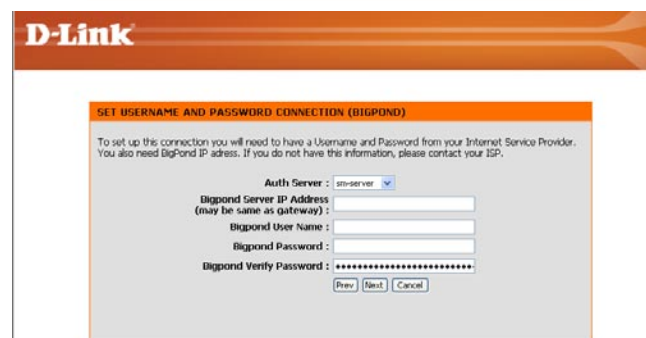 D-Link
SET USERNAME AND PASSWORD CONNECTION (BIGPOND)
To set up this connection you will need to have a Username and Password from your Internet Service Provider.
You also need BigPond IP adress. If you do not have this information, please contact your ISP.
Auth Server : sm-server
Bigpond Server IP Address
(may be same as gateway) :
Bigpond User Name :
Bigpond Password :
Bigpond Verify Password : ••••••••••••••••••••••••••
Prev Next Cancel